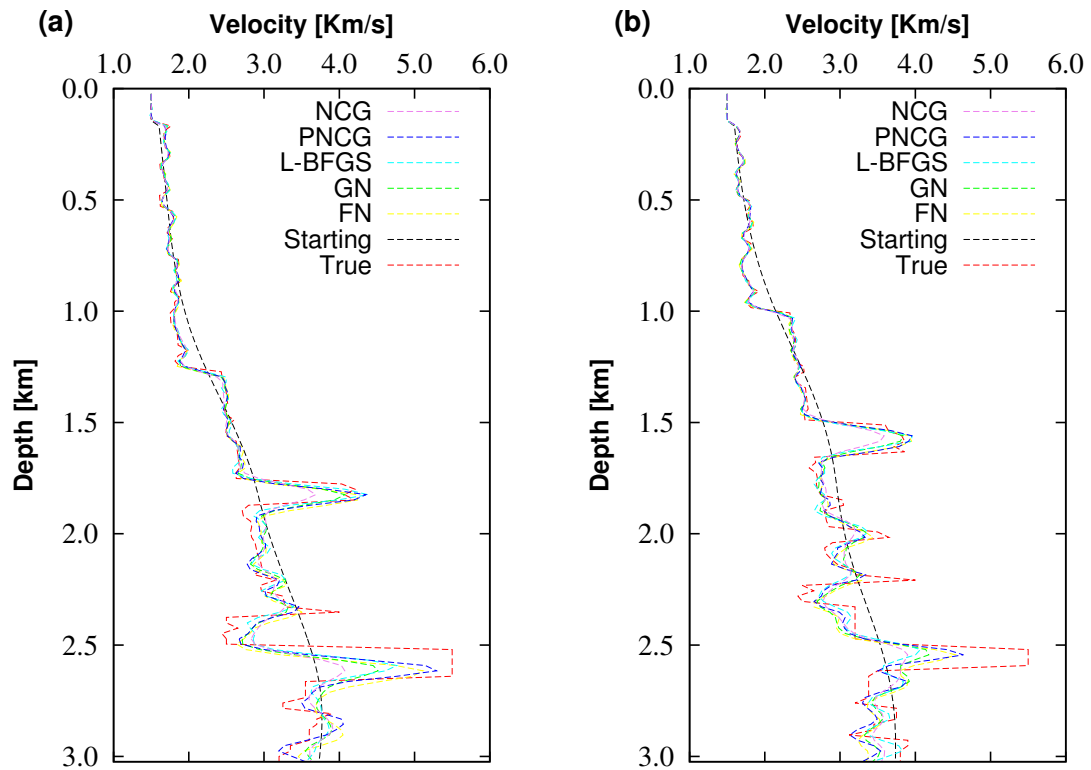 (a) Velocity [Km/s]
1.0 2.0 3.0 4.0 5.0 6.0
0.0
0.5
1.0
1.5
2.0
2.5
3.0
Depth [km]
NCG
PNCG
L-BFGS
GN
FN
Starting
True
(b) Velocity [Km/s]
1.0 2.0 3.0 4.0 5.0 6.0
0.0
0.5
1.0
1.5
2.0
2.5
3.0
Depth [km]
NCG
PNCG
L-BFGS
GN
FN
Starting
True